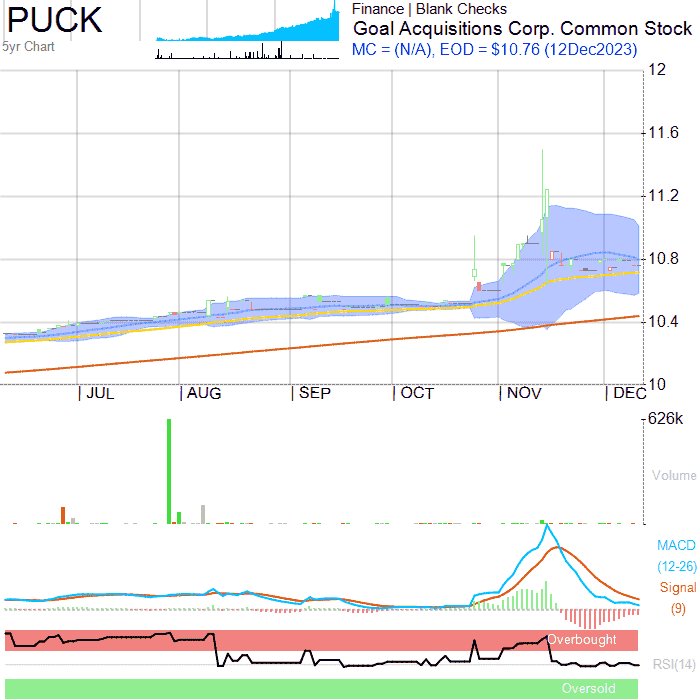 PUCK
5yr Chart
Finance | Blank Checks
Goal Acquisitions Corp. Common Stock
MC = (N/A), EOD = $10.76 (12Dec2023)
12
11.6
11.2
10.8
10.4
10
| JUL | AUG | SEP | OCT | NOV | DEC
626k
Volume
MACD
(12-26)
Signal
(9)
Overbought
RSI(14)
Oversold